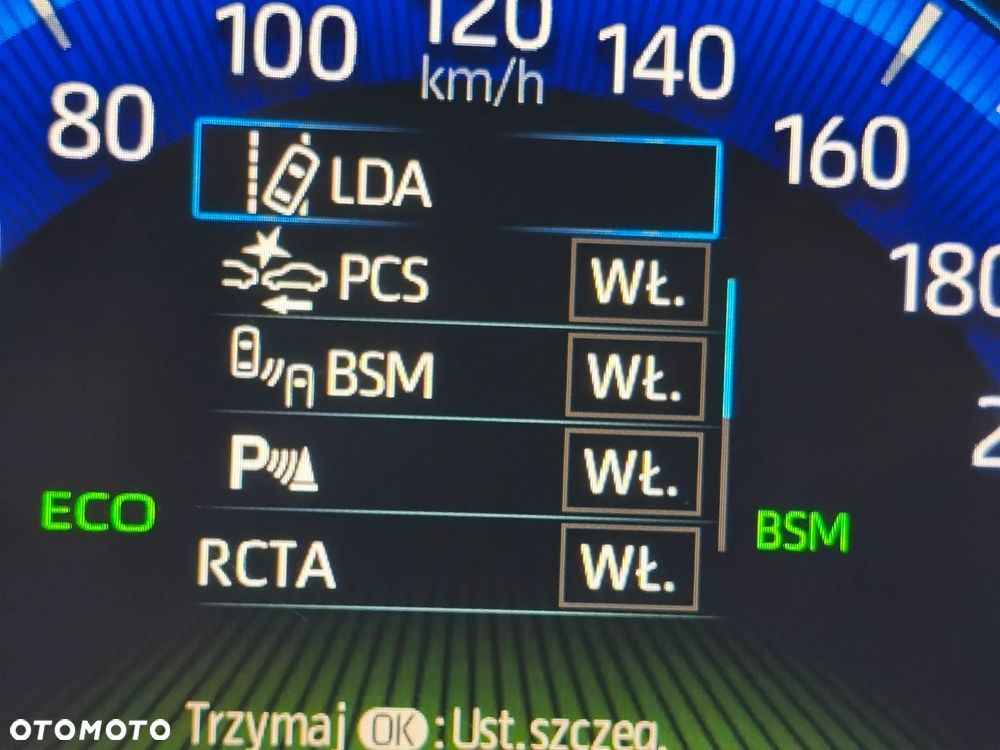 80 100 120 140 160 180
km/h
LDA
PCS WŁ.
BSM WŁ.
P WŁ.
RCTA WŁ.
ECO
BSM
Trzymaj OK : Ust. szczeg.
OTOMOTO